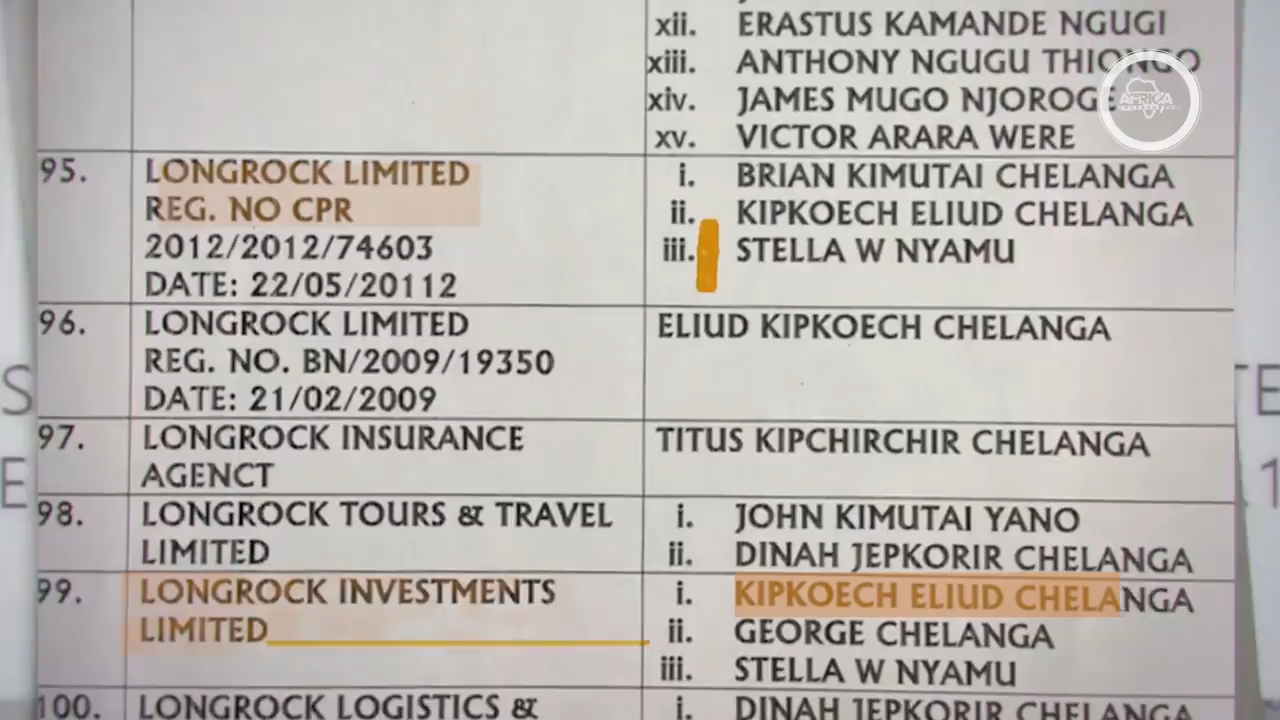 xii. ERASTUS KAMANDE NGUGI
xiii. ANTHONY NGUGU THIONGO
xiv. JAMES MUGO NJOROGE
xv. VICTOR ARARA WERE
AFRICA
95. LONGROCK LIMITED
REG. NO CPR
2012/2012/74603
DATE: 22/05/20112
i. BRIAN KIMUTAI CHELANGA
ii. KIPKOECH ELIUD CHELANGA
iii. STELLA W NYAMU
96. LONGROCK LIMITED
REG. NO. BN/2009/19350
DATE: 21/02/2009
ELIUD KIPKOECH CHELANGA
97. LONGROCK INSURANCE
AGENCT
TITUS KIPCHIRCHIR CHELANGA
98. LONGROCK TOURS & TRAVEL
LIMITED
i. JOHN KIMUTAI YANO
ii. DINAH JEPKORIR CHELANGA
99. LONGROCK INVESTMENTS
LIMITED
i. KIPKOECH ELIUD CHELANGA
ii. GEORGE CHELANGA
iii. STELLA W NYAMU
100. LONGROCK LOGISTICS &
i. DINAH JEPKORIR CHELANGA